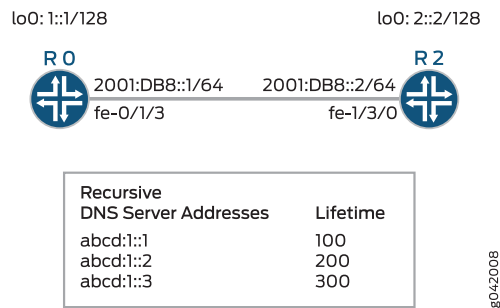 lo0: 1::1/128
lo0: 2::2/128
R 0
R 2
2001:DB8::1/64
2001:DB8::2/64
fe-0/1/3
fe-1/3/0
Recursive
DNS Server Addresses Lifetime
abcd:1::1 100
abcd:1::2 200
abcd:1::3 300
g042008